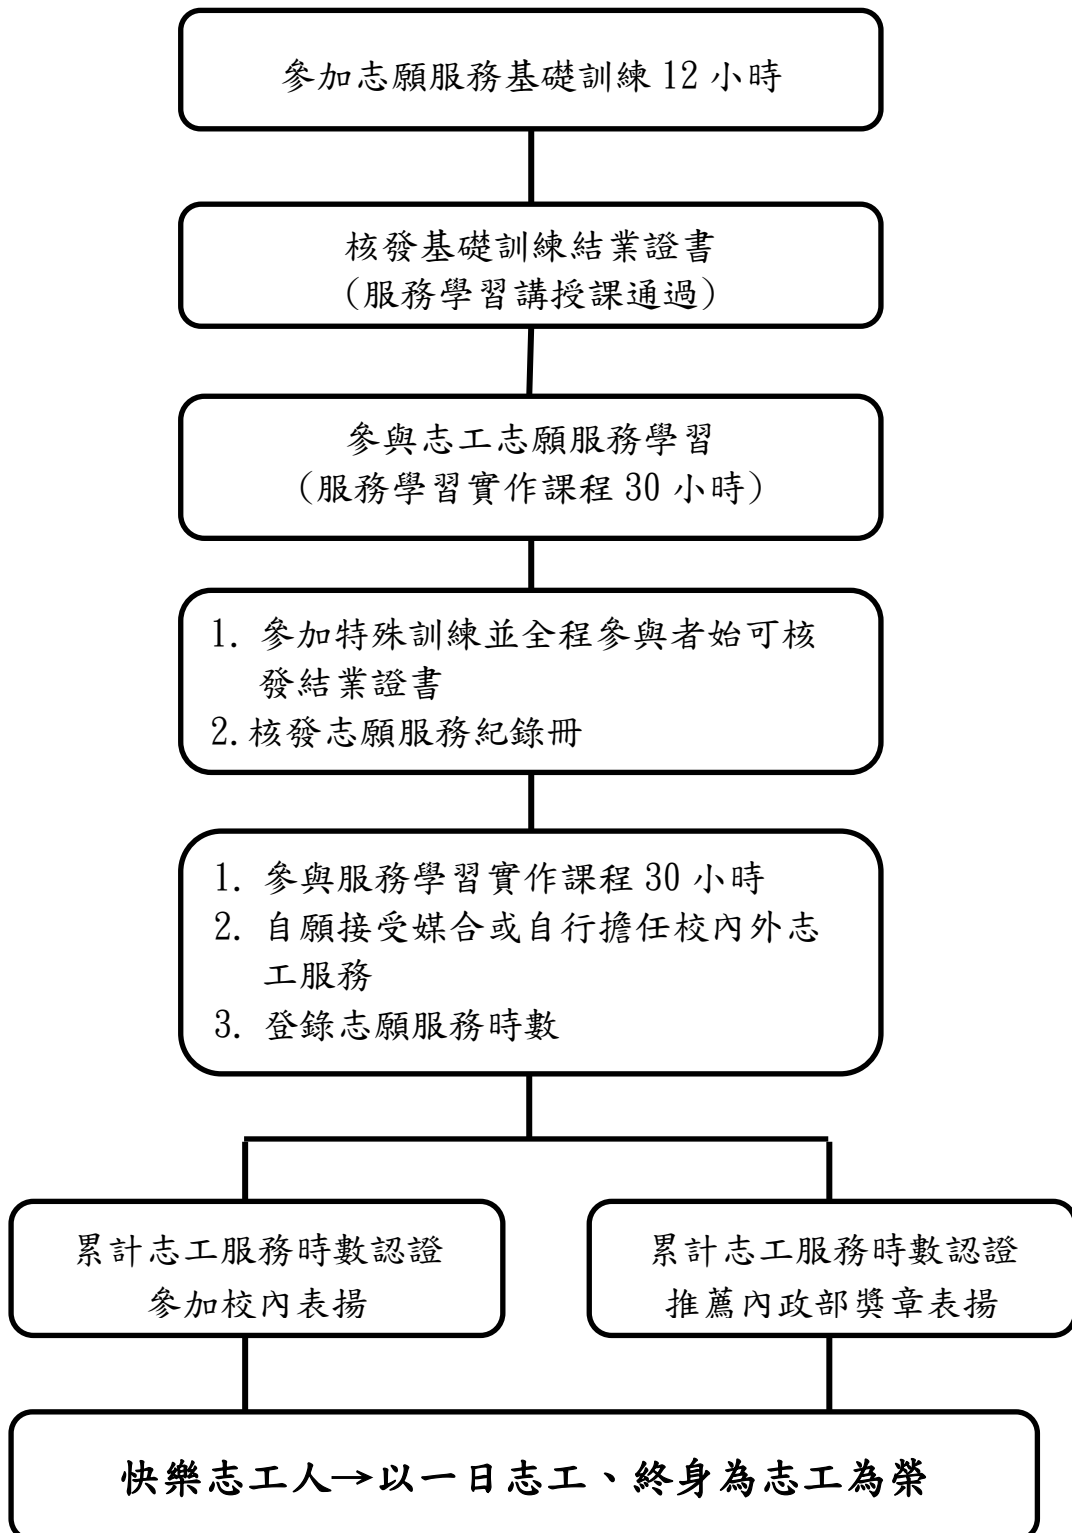 參加志願服務基礎訓練 12 小時
核發基礎訓練結業證書
(服務學習講授課通過)
參與志工志願服務學習
(服務學習實作課程 30 小時)
1. 參加特殊訓練並全程參與者始可核
發結業證書
2. 核發志願服務紀錄冊
1. 參與服務學習實作課程 30 小時
2. 自願接受媒合或自行擔任校內外志
工服務
3. 登錄志願服務時數
累計志工服務時數認證
參加校內表揚
累計志工服務時數認證
推薦內政部獎章表揚
快樂志工人→以一日志工、終身為志工為榮